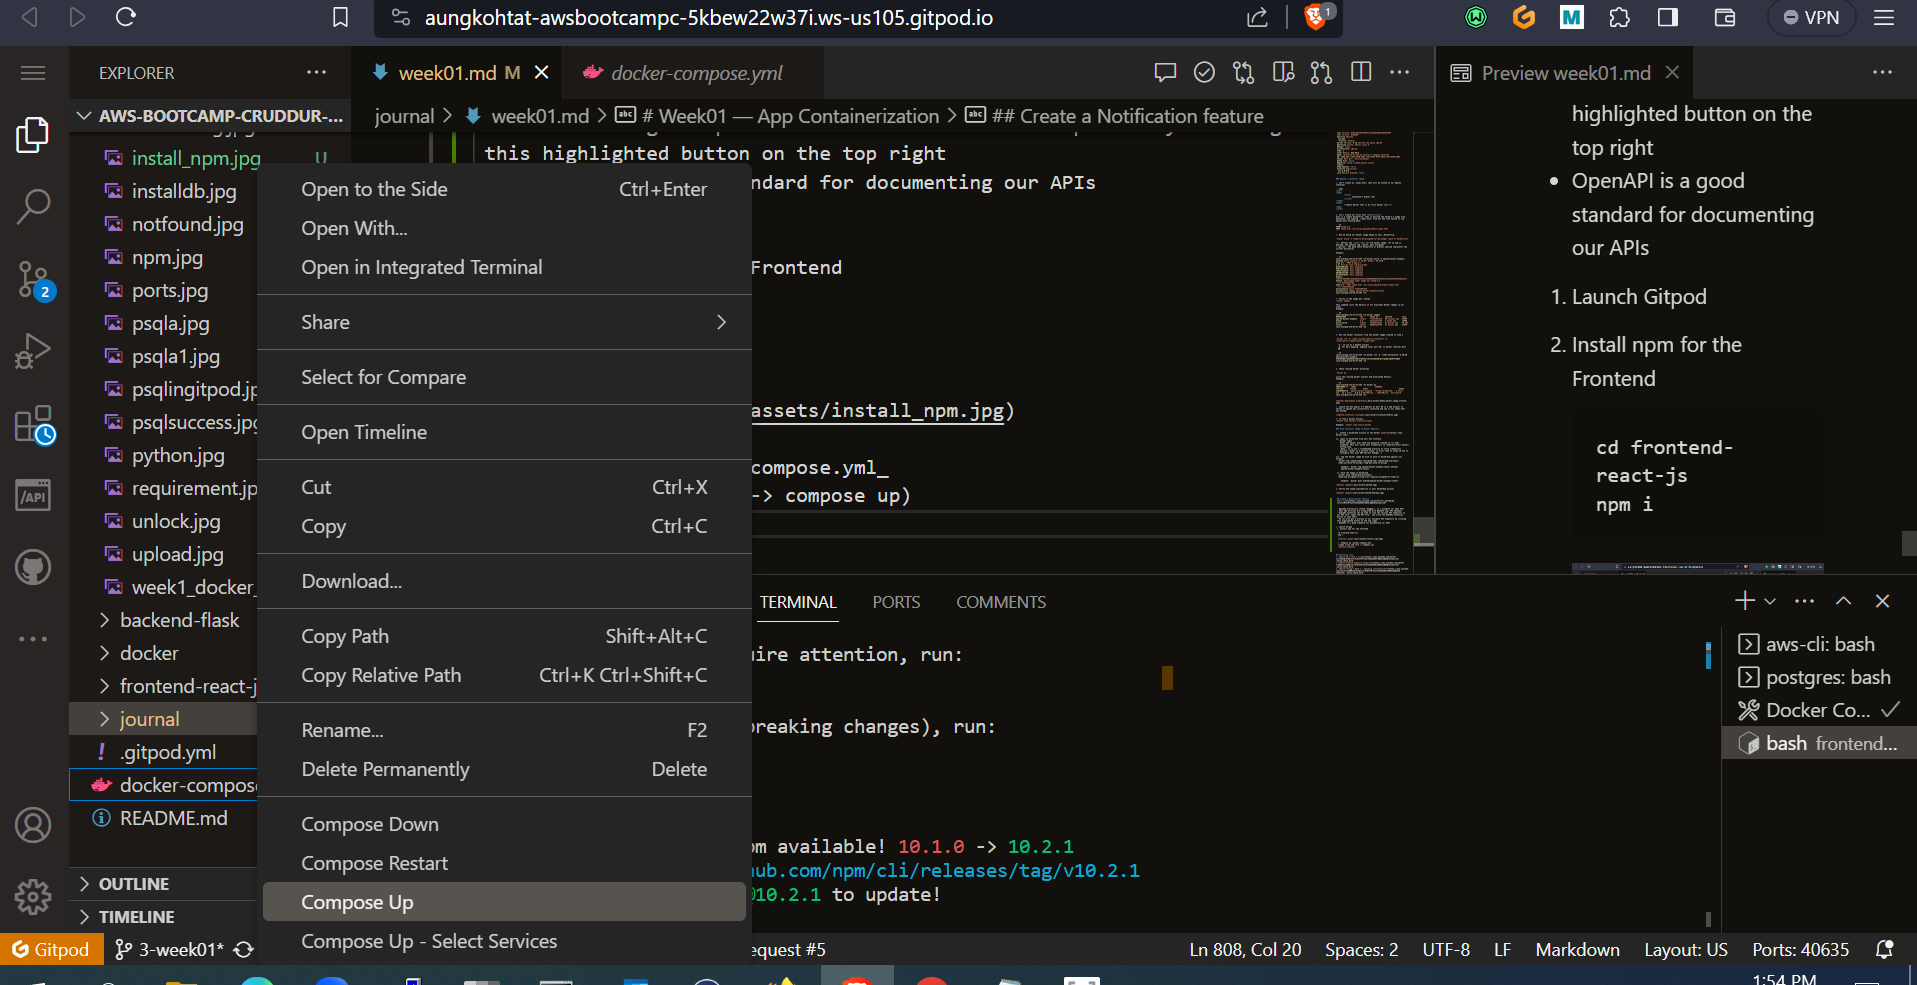 aungkohtat-awsbootcampc-5kbew22w37i.ws-us105.gitpod.io
1
M
VPN
EXPLORER
week01.md M
docker-compose.yml
Preview week01.md
AWS-BOOTCAMP-CRUDDUR-...
journal > week01.md > # Week01 — App Containerization > ## Create a Notification feature
install_npm.jpg U
installdb.jpg
notfound.jpg
npm.jpg
ports.jpg
psqla.jpg
psqla1.jpg
psqlingitpod.jp
psqlsuccess.jpg
python.jpg
requirement.jp
unlock.jpg
upload.jpg
week1_docker_
backend-flask
docker
frontend-react-j
journal
.gitpod.yml
docker-compose
README.md
OUTLINE
TIMELINE
2
/API
this highlighted button on the top right
ndard for documenting our APIs
Frontend
assets/install_npm.jpg)
compose.yml_
-> compose up)
Open to the Side Ctrl+Enter
Open With...
Open in Integrated Terminal
Share
Select for Compare
Open Timeline
Cut Ctrl+X
Copy Ctrl+C
Download...
Copy Path Shift+Alt+C
Copy Relative Path Ctrl+K Ctrl+Shift+C
Rename... F2
Delete Permanently Delete
Compose Down
Compose Restart
Compose Up
Compose Up - Select Services
highlighted button on the
top right
• OpenAPI is a good
standard for documenting
our APIs
1. Launch Gitpod
2. Install npm for the
Frontend
cd frontend-
react-js
npm i
TERMINAL PORTS COMMENTS
uire attention, run:
breaking changes), run:
om available! 10.1.0 -> 10.2.1
hub.com/npm/cli/releases/tag/v10.2.1
@10.2.1 to update!
aws-cli: bash
postgres: bash
Docker Co...
bash frontend...
Gitpod
3-week01*
equest #5
Ln 808, Col 20
Spaces: 2
UTF-8
LF
Markdown
Layout: US
Ports: 40635
1:54 PM